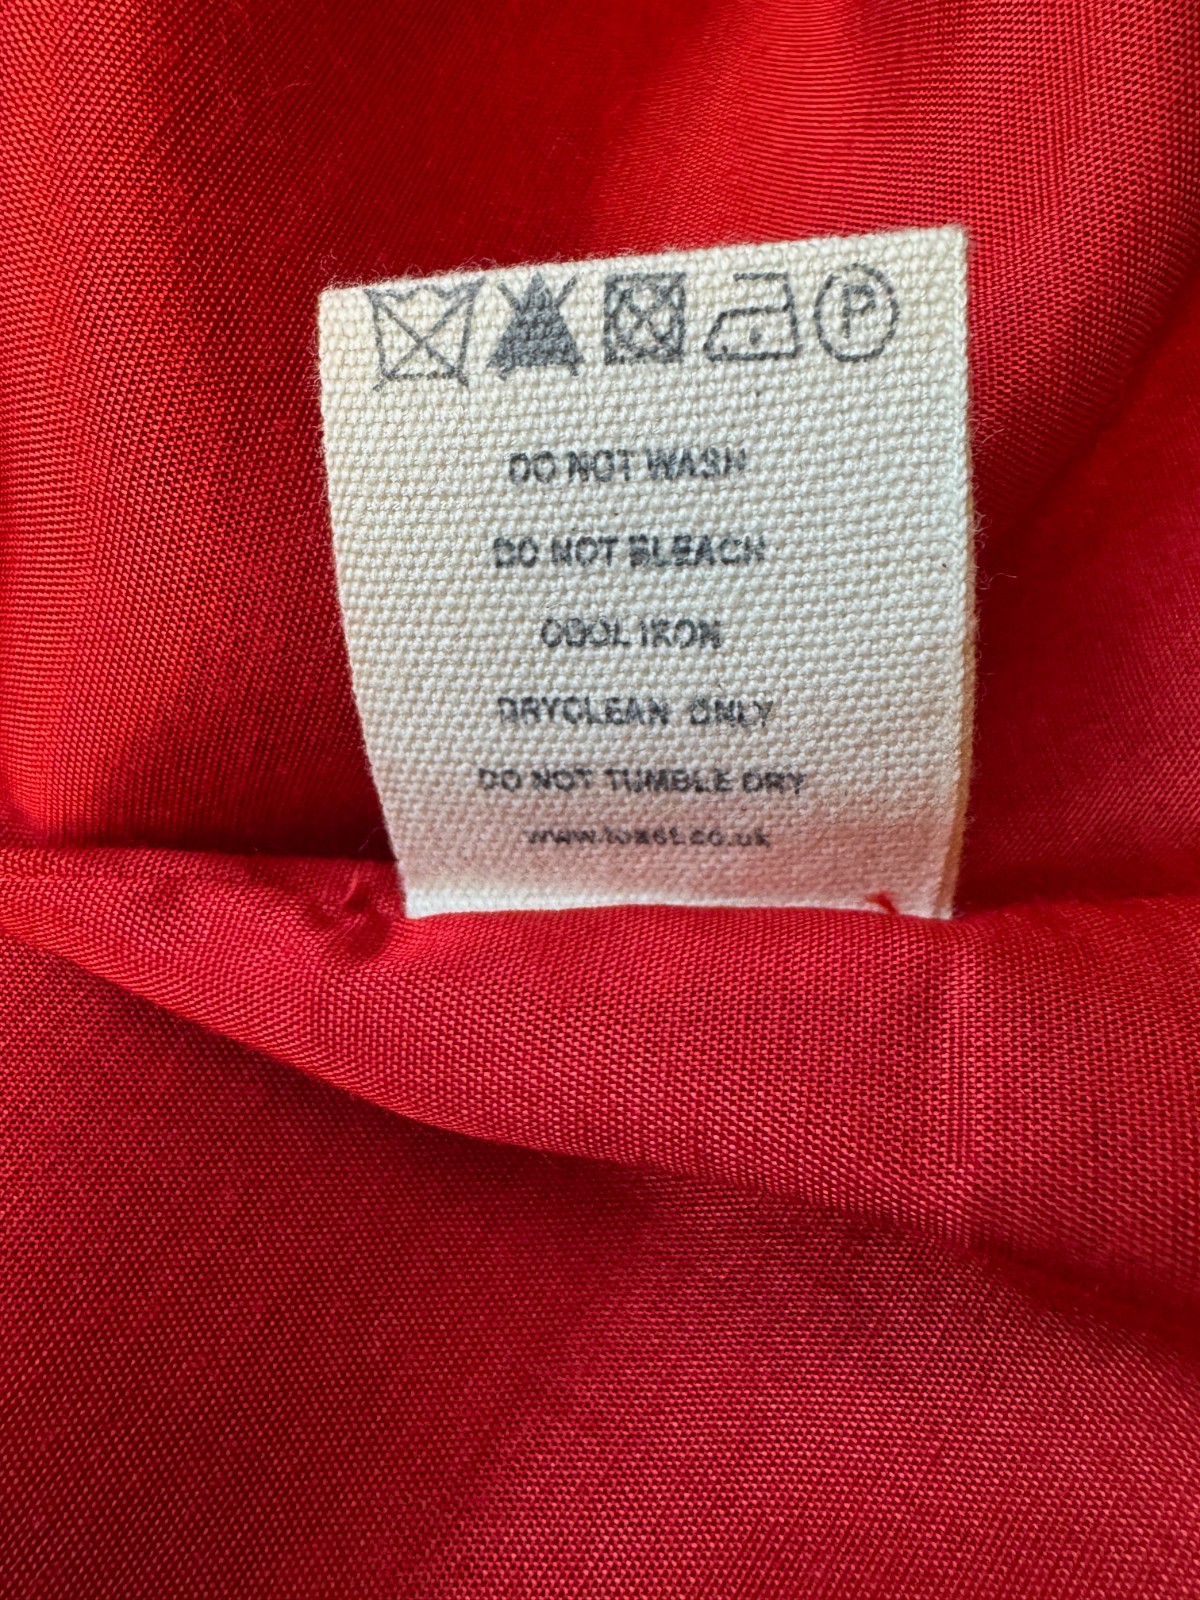 P
DO NOT WASH
DO NOT BLEACH
COOL IRON
DRYCLEAN ONLY
DO NOT TUMBLE DRY
www.toast.co.uk